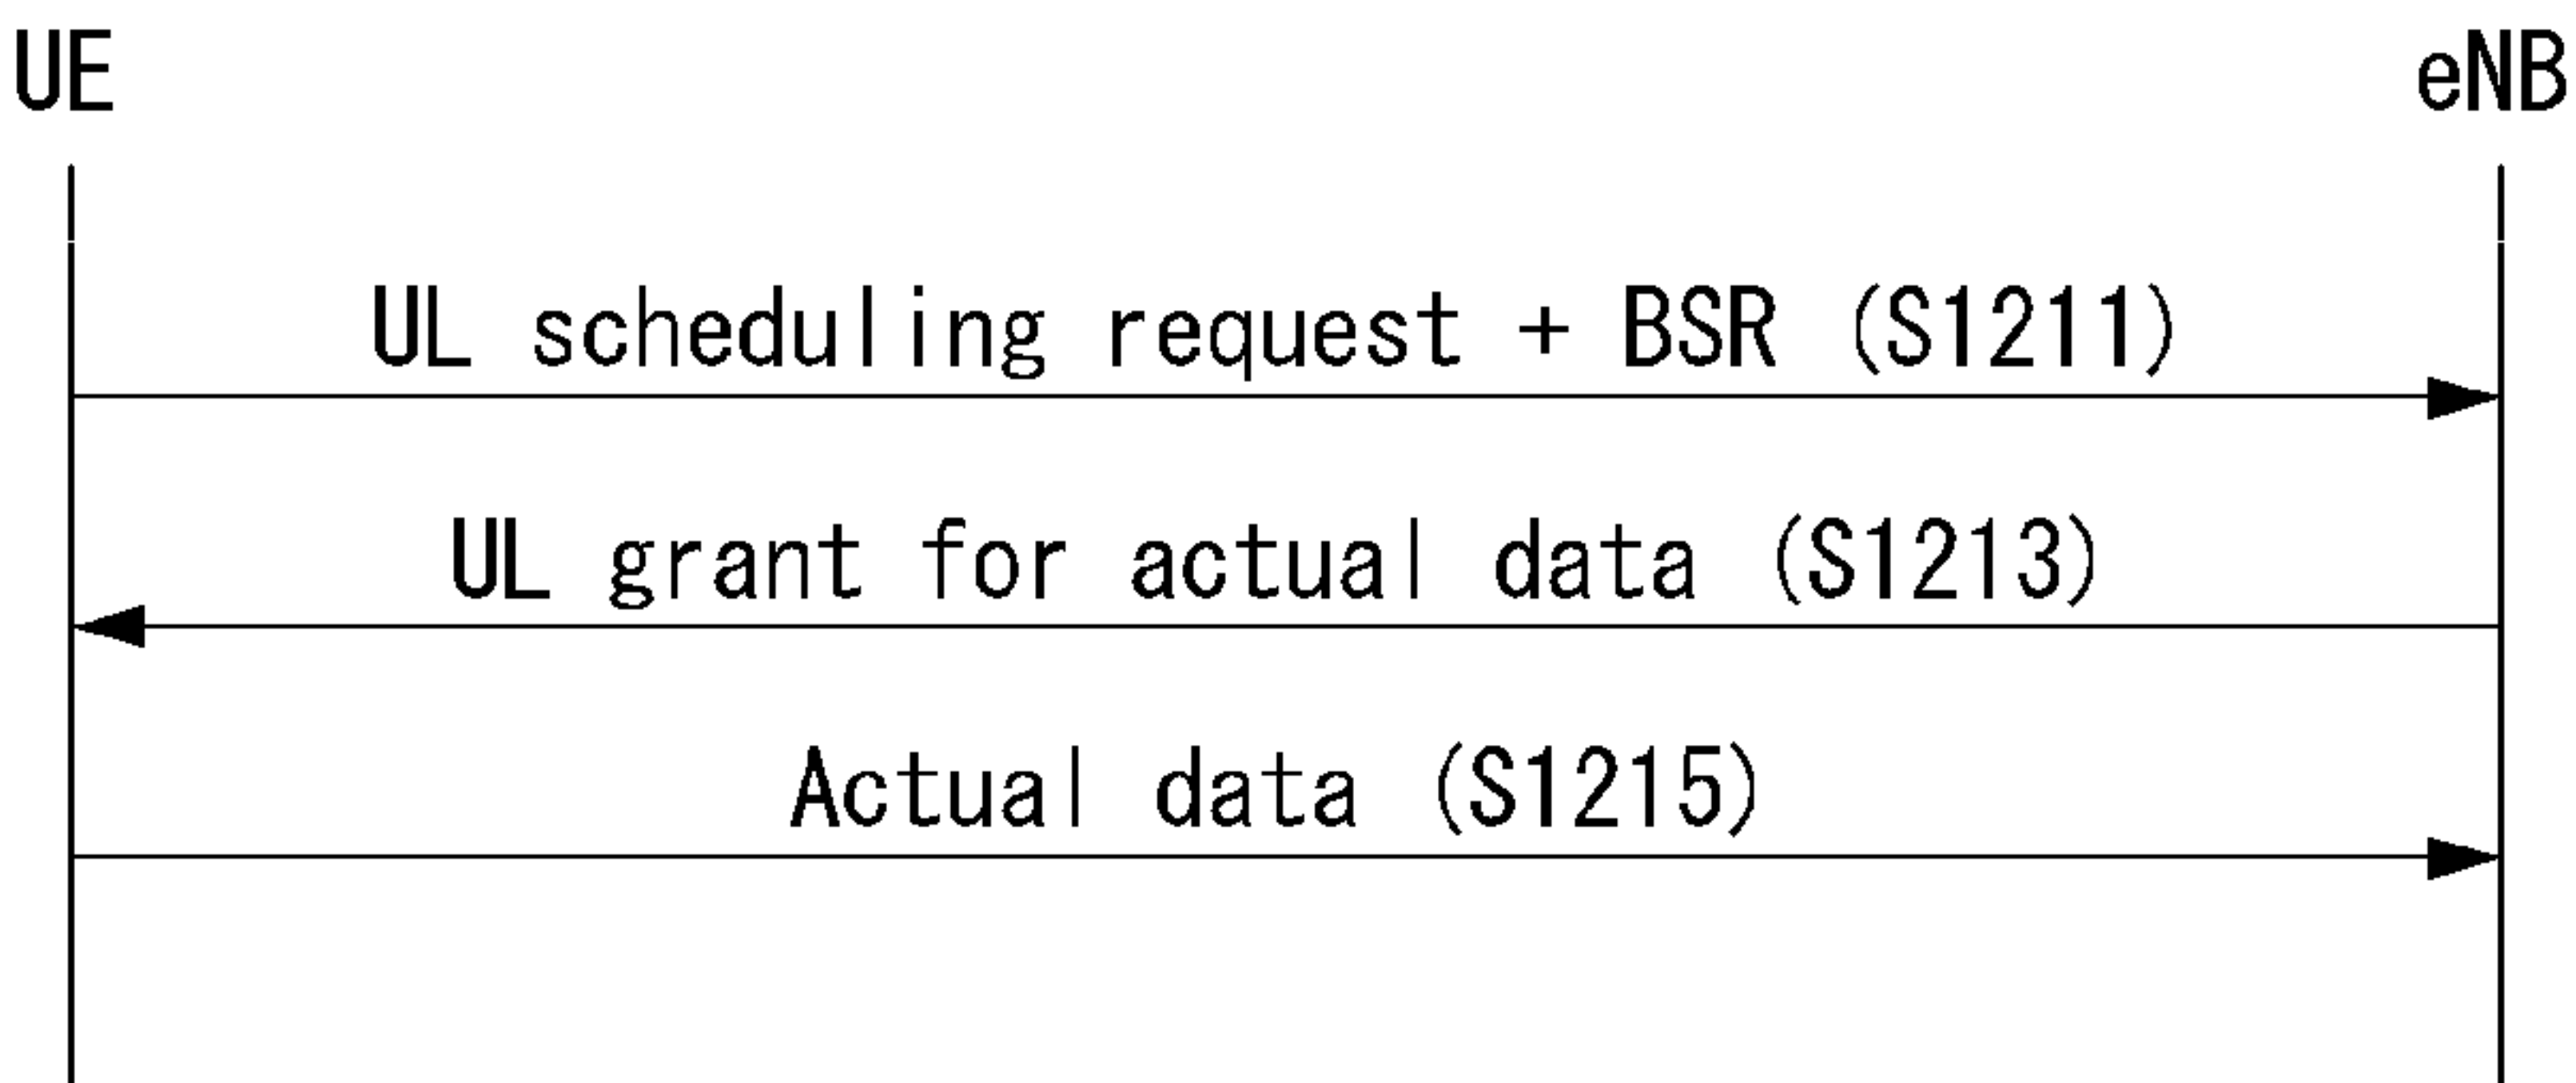 UE eNB
UL scheduling request + BSR (S1211)
UL grant for actual data (S1213)
Actual data (S1215)